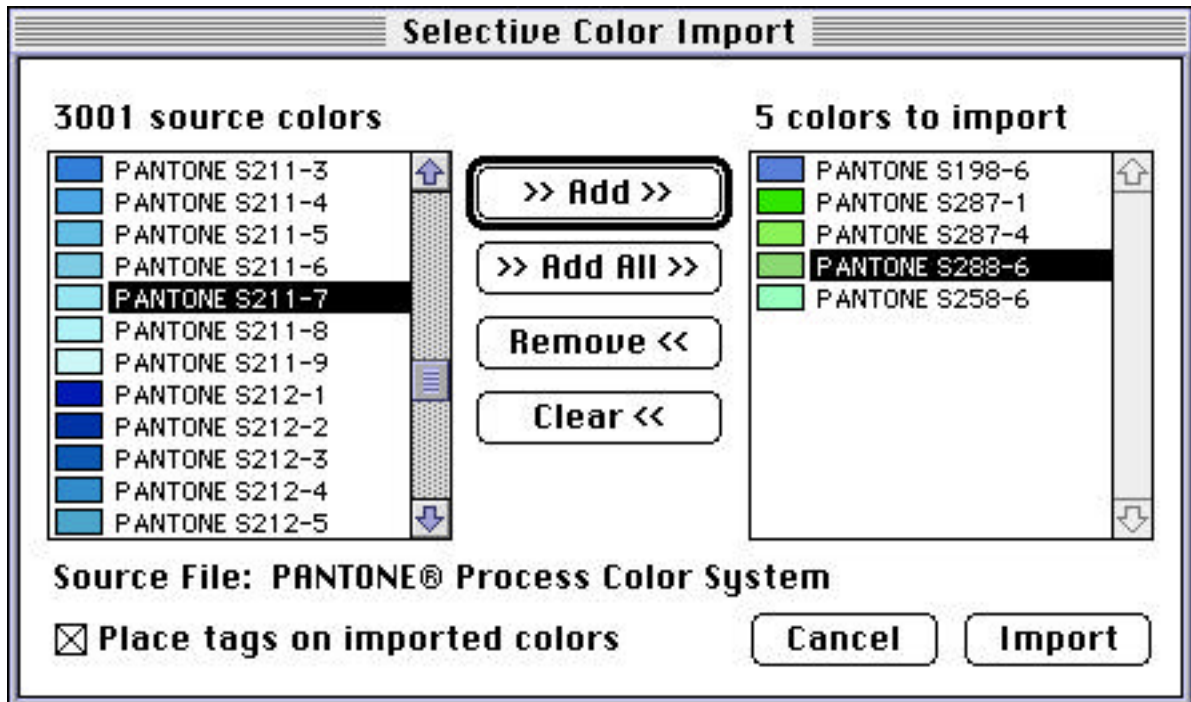 Selective Color Import
3001 source colors
PANTONE S211-3
PANTONE S211-4
PANTONE S211-5
PANTONE S211-6
PANTONE S211-7
PANTONE S211-8
PANTONE S211-9
PANTONE S212-1
PANTONE S212-2
PANTONE S212-3
PANTONE S212-4
PANTONE S212-5
>> Add >>
>> Add All >>
Remove <<
Clear <<
5 colors to import
PANTONE S198-6
PANTONE S287-1
PANTONE S287-4
PANTONE S288-6
PANTONE S258-6
Source File: PANTONE® Process Color System
Place tags on imported colors
Cancel
Import